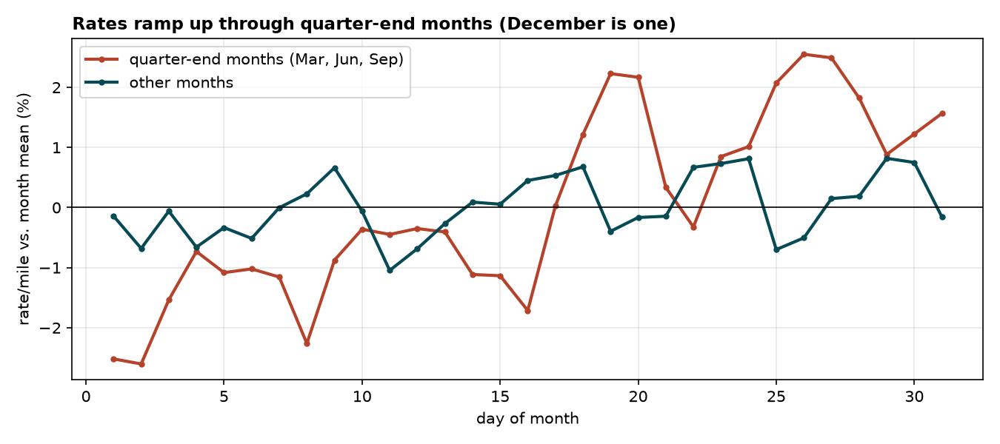 Rates ramp up through quarter-end months (December is one)
quarter-end months (Mar, Jun, Sep)
other months
rate/mile vs. month mean (%)
2
1
0
−1
−2
0 5 10 15 20 25 30
day of month